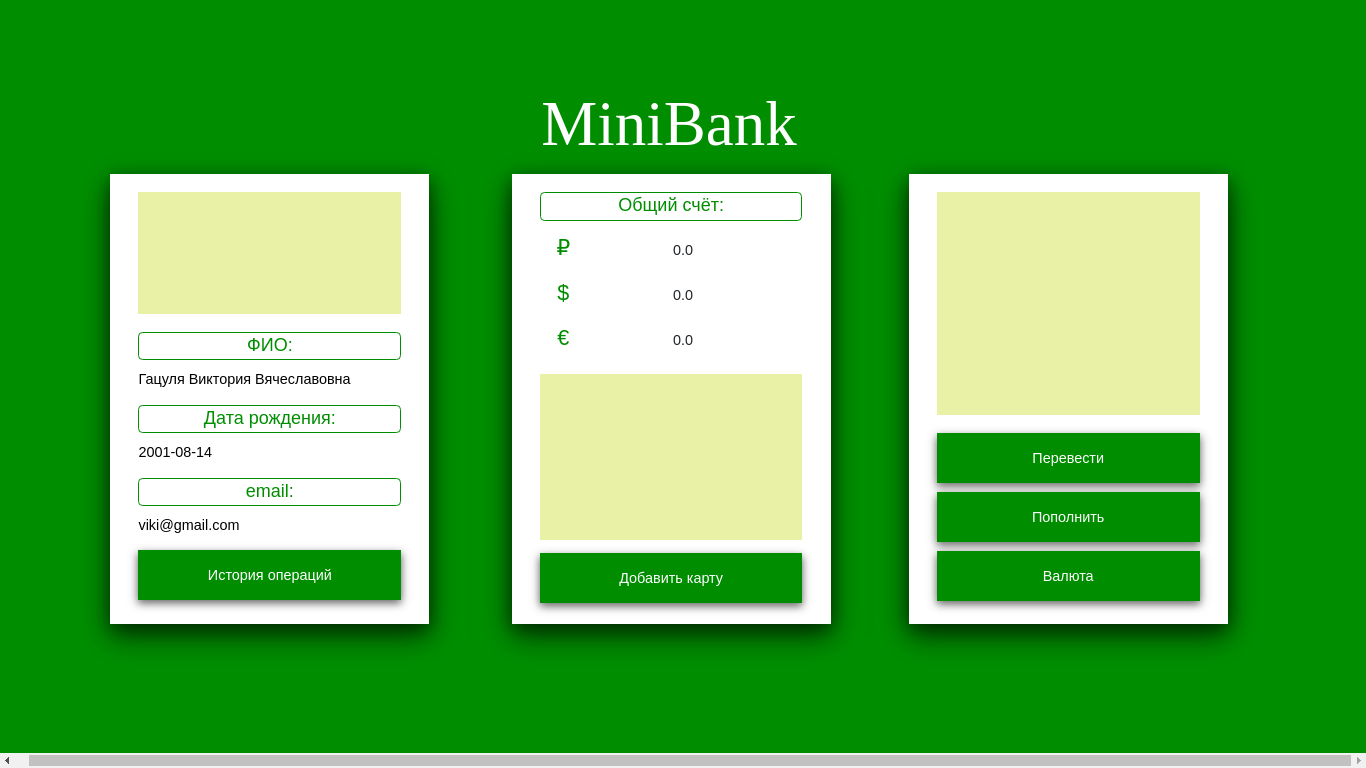 MiniBank
ФИО:
Гацуля Виктория Вячеславовна
Дата рождения:
2001-08-14
email:
viki@gmail.com
История операций
Общий счёт:
₽ 0.0
$ 0.0
€ 0.0
Добавить карту
Перевести
Пополнить
Валюта